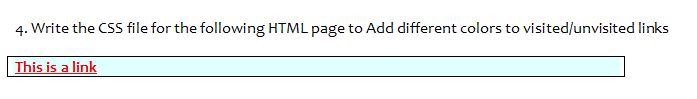 4. Write the CSS file for the following HTML page to Add different colors to visited/unvisited links
This is a link